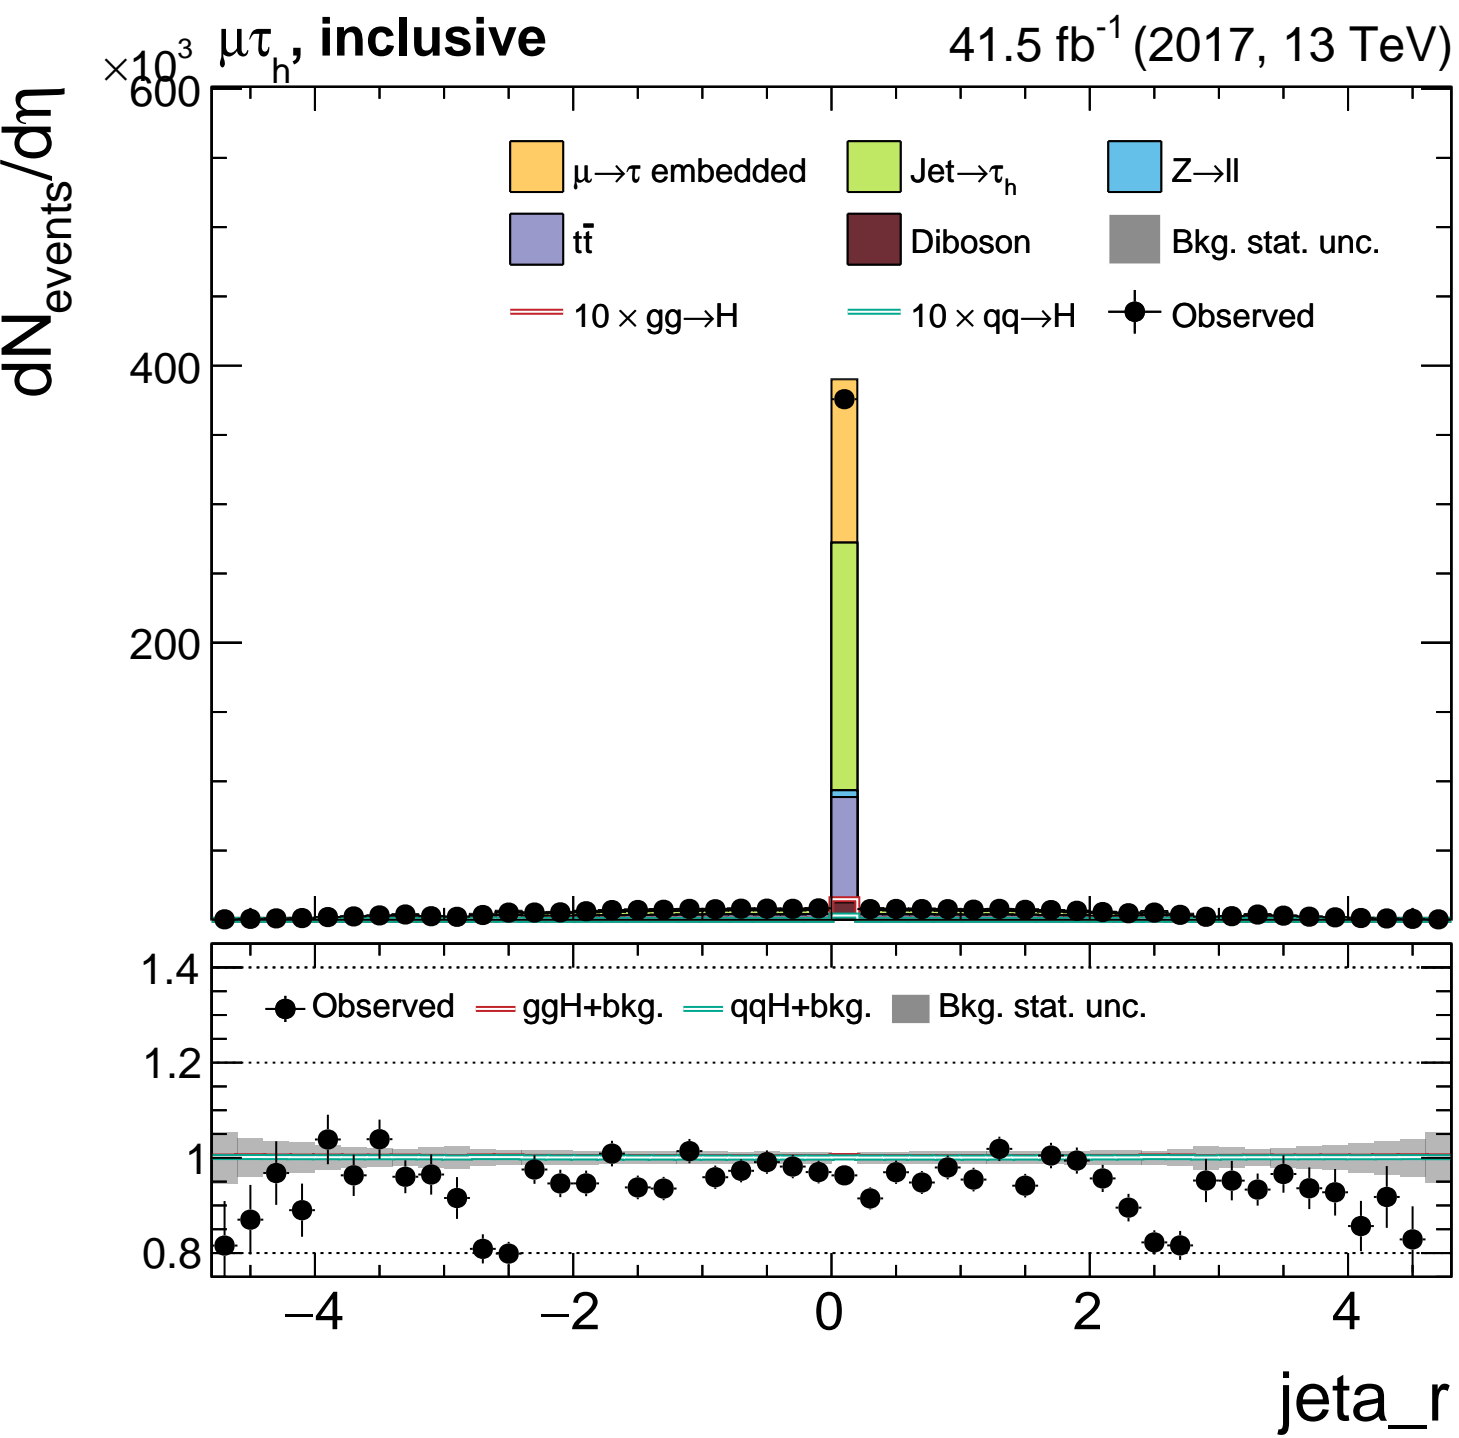 ×10³ μτₕ, inclusive 41.5 fb⁻¹ (2017, 13 TeV)
dN_events/dη
600
400
200
μ→τ embedded Jet→τₕ Z→ll
tt̄ Diboson Bkg. stat. unc.
10 × gg→H 10 × qq→H Observed
1.4
Observed ggH+bkg. qqH+bkg. Bkg. stat. unc.
1.2
1
0.8
−4 −2 0 2 4
jeta_r